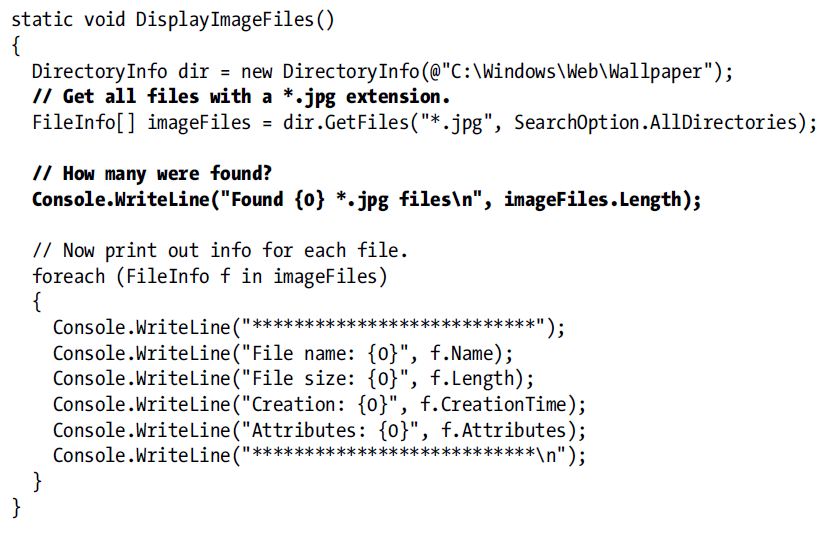 static void DisplayImageFiles()
{
  DirectoryInfo dir = new DirectoryInfo(@"C:\Windows\Web\Wallpaper");
  // Get all files with a *.jpg extension.
  FileInfo[] imageFiles = dir.GetFiles("*.jpg", SearchOption.AllDirectories);

  // How many were found?
  Console.WriteLine("Found {0} *.jpg files\n", imageFiles.Length);

  // Now print out info for each file.
  foreach (FileInfo f in imageFiles)
  {
    Console.WriteLine("***************************");
    Console.WriteLine("File name: {0}", f.Name);
    Console.WriteLine("File size: {0}", f.Length);
    Console.WriteLine("Creation: {0}", f.CreationTime);
    Console.WriteLine("Attributes: {0}", f.Attributes);
    Console.WriteLine("***************************\n");
  }
}